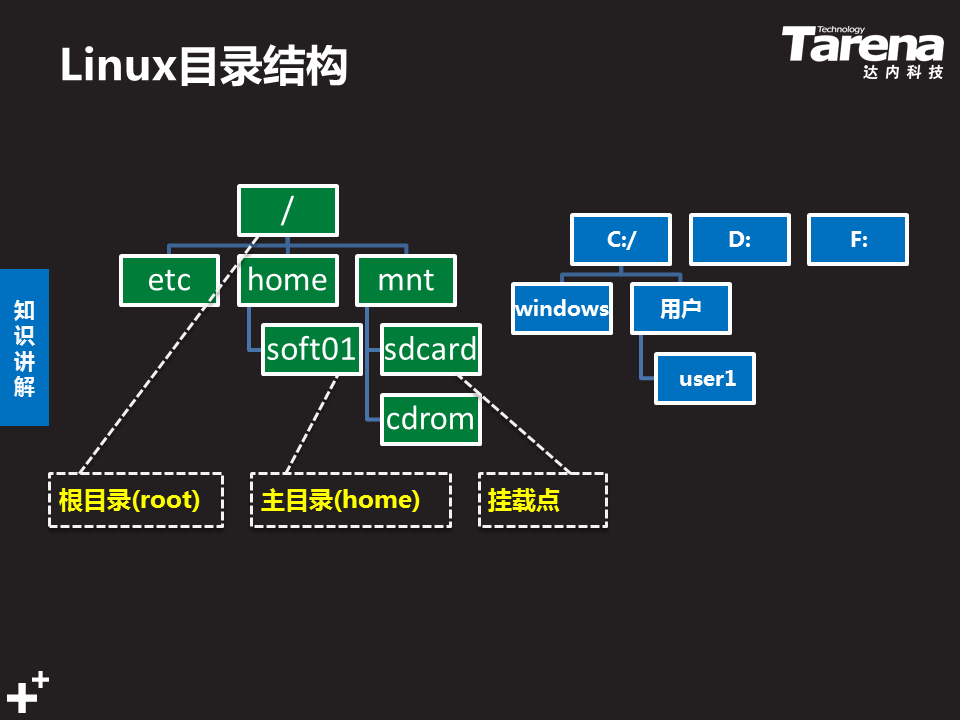 Linux目录结构
Technology
Tarena
达内科技
/
etc
home
mnt
soft01
sdcard
cdrom
C:/
D:
F:
windows
用户
user1
知
识
讲
解
根目录(root)
主目录(home)
挂载点